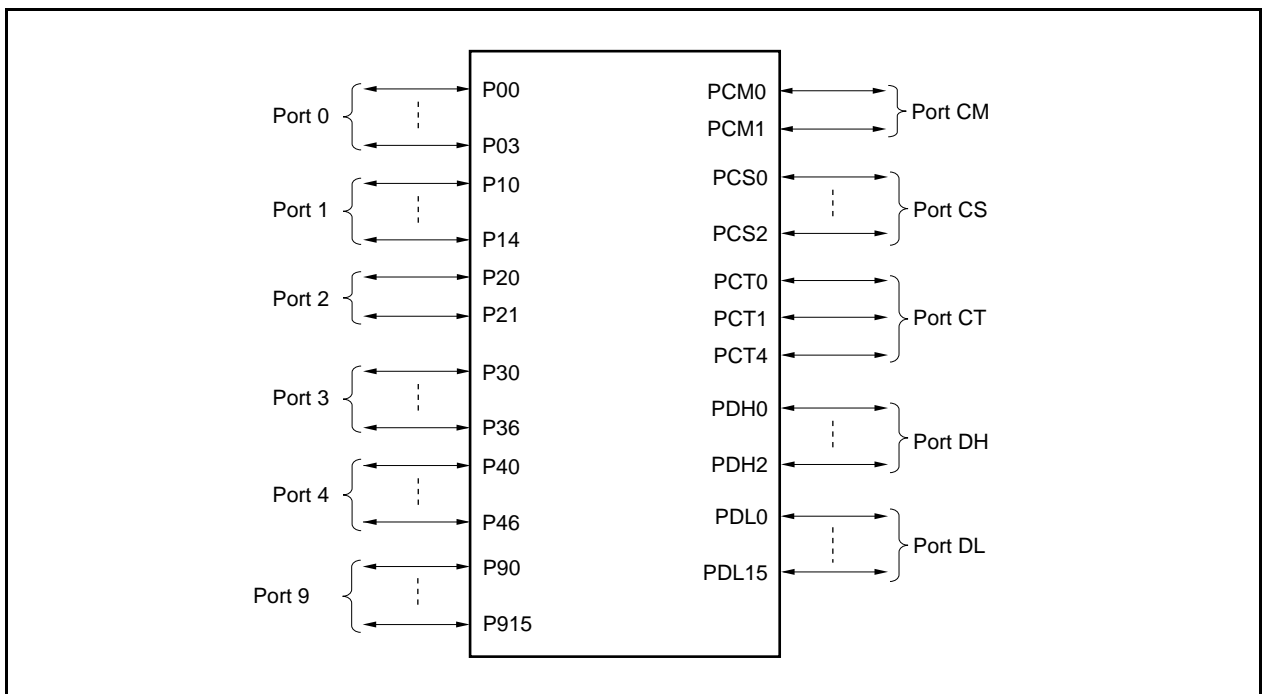 Port 0
P00
P03
Port 1
P10
P14
Port 2
P20
P21
Port 3
P30
P36
Port 4
P40
P46
Port 9
P90
P915
PCM0
PCM1
Port CM
PCS0
PCS2
Port CS
PCT0
PCT1
PCT4
Port CT
PDH0
PDH2
Port DH
PDL0
PDL15
Port DL